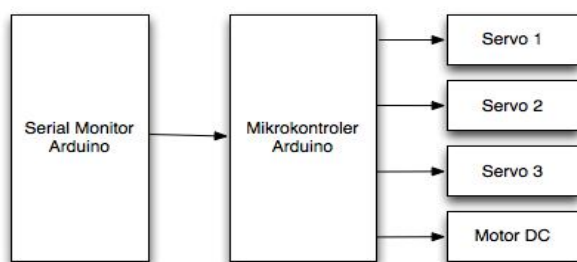 Serial Monitor
Arduino
Mikrokontroler
Arduino
Servo 1
Servo 2
Servo 3
Motor DC